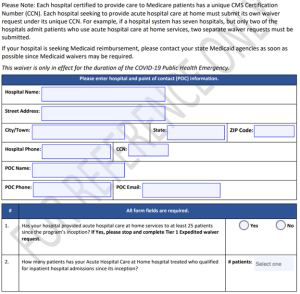 Please Note: Each hospital certified to provide care to Medicare patients has a unique CMS Certification
Number (CCN). Each hospital seeking to provide acute hospital care at home must submit its own waiver
request under its unique CCN. For example, if a hospital system has seven hospitals, but only two of the
hospitals admit patients who use acute hospital care at home services, two separate waiver requests must be
submitted.
If your hospital is seeking Medicaid reimbursement, please contact your state Medicaid agencies as soon as
possible since Medicaid waivers may be required.
This waiver is only in effect for the duration of the COVID-19 Public Health Emergency.
Please enter hospital and point of contact (POC) information.
Hospital Name:
Street Address:
City/Town: State: ZIP Code:
Hospital Phone: CCN:
POC Name:
POC Phone: POC Email:
# All form fields are required.
1. Has your hospital provided acute hospital care at home services to at least 25 patients Yes No
since the program's inception? If Yes, please stop and complete Tier 1 Expedited waiver
request.
2. How many patients has your Acute Hospital Care at Home hospital treated who qualified # patients: Select one
for inpatient hospital admissions since its inception?
FOR REFERENCE ONLY